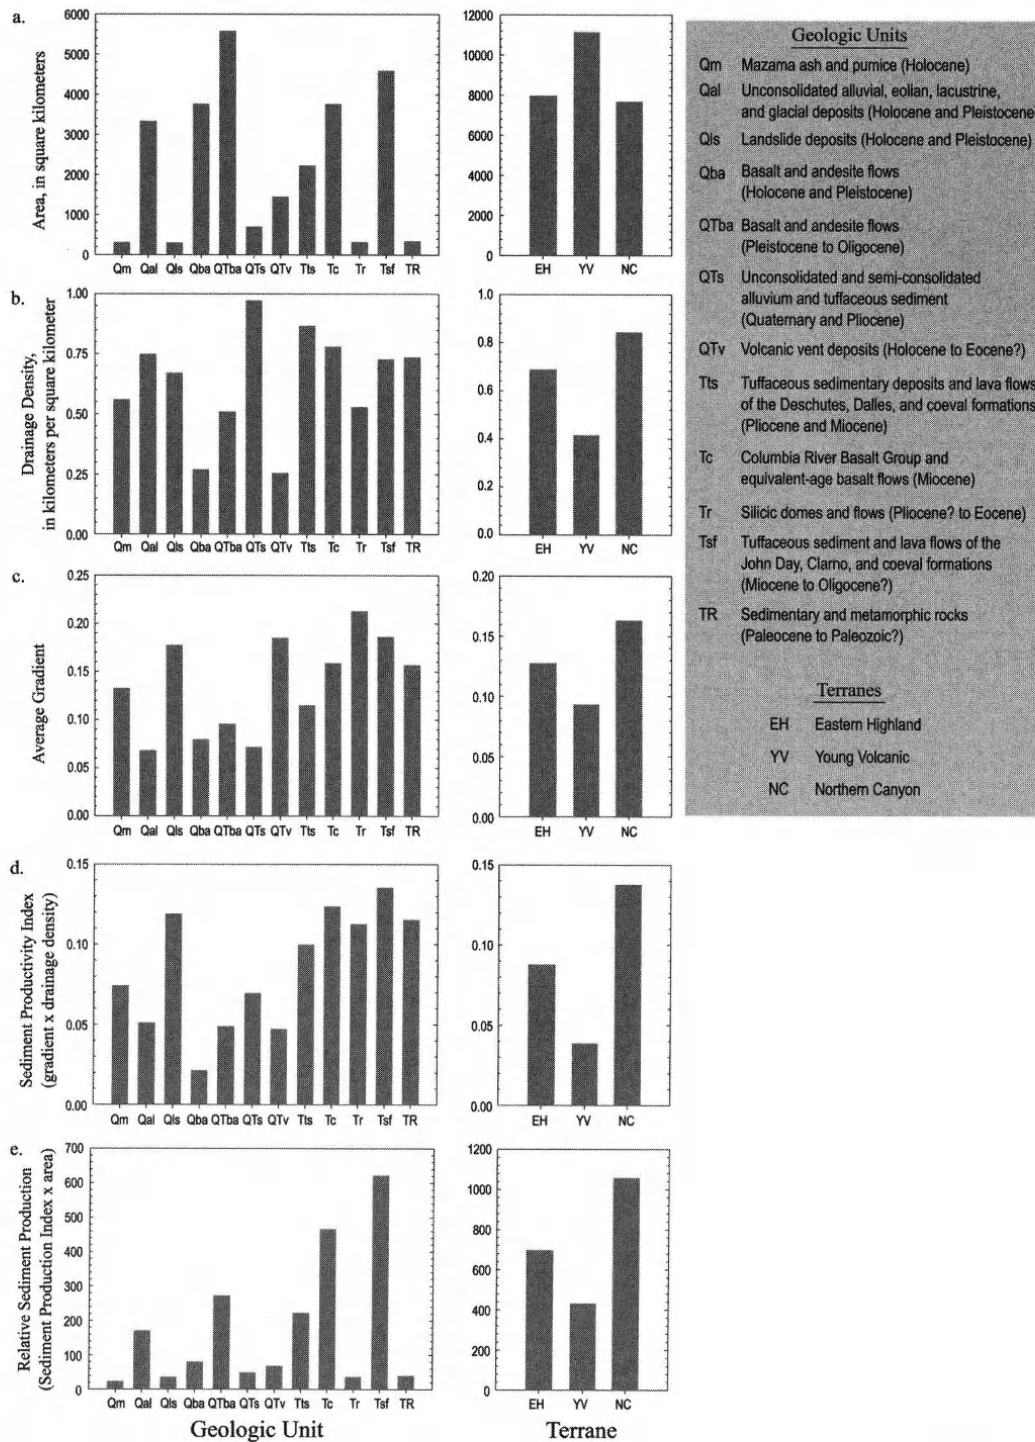 a.
Area, in square kilometers
6000
5000
4000
3000
2000
1000
0
Qm Qal Qls Qba QTba QTs QTv Tts Tc Tr Tsf TR
12000
10000
8000
6000
4000
2000
0
EH YV NC
b.
Drainage Density,
in kilometers per square kilometer
1.00
0.75
0.50
0.25
0.00
Qm Qal Qls Qba QTba QTs QTv Tts Tc Tr Tsf TR
1.0
0.8
0.6
0.4
0.2
0.0
EH YV NC
c.
Average Gradient
0.25
0.20
0.15
0.10
0.05
0.00
Qm Qal Qls Qba QTba QTs QTv Tts Tc Tr Tsf TR
0.20
0.15
0.10
0.05
0.00
EH YV NC
d.
Sediment Productivity Index
(gradient x drainage density)
0.15
0.10
0.05
0.00
Qm Qal Qls Qba QTba QTs QTv Tts Tc Tr Tsf TR
0.15
0.10
0.05
0.00
EH YV NC
e.
Relative Sediment Production
(Sediment Production Index x area)
700
600
500
400
300
200
100
0
Qm Qal Qls Qba QTba QTs QTv Tts Tc Tr Tsf TR
Geologic Unit
1200
1000
800
600
400
200
0
EH YV NC
Terrane
Geologic Units
Qm Mazama ash and pumice (Holocene)
Qal Unconsolidated alluvial, eolian, lacustrine,
and glacial deposits (Holocene and Pleistocene
Qls Landslide deposits (Holocene and Pleistocene)
Qba Basalt and andesite flows
(Holocene and Pleistocene)
QTba Basalt and andesite flows
(Pleistocene to Oligocene)
QTs Unconsolidated and semi-consolidated
alluvium and tuffaceous sediment
(Quaternary and Pliocene)
QTv Volcanic vent deposits (Holocene to Eocene?)
Tts Tuffaceous sedimentary deposits and lava flows
of the Deschutes, Dalles, and coeval formations
(Pliocene and Miocene)
Tc Columbia River Basalt Group and
equivalent-age basalt flows (Miocene)
Tr Silicic domes and flows (Pliocene? to Eocene)
Tsf Tuffaceous sediment and lava flows of the
John Day, Clarno, and coeval formations
(Miocene to Oligocene?)
TR Sedimentary and metamorphic rocks
(Paleocene to Paleozoic?)
Terranes
EH Eastern Highland
YV Young Volcanic
NC Northern Canyon